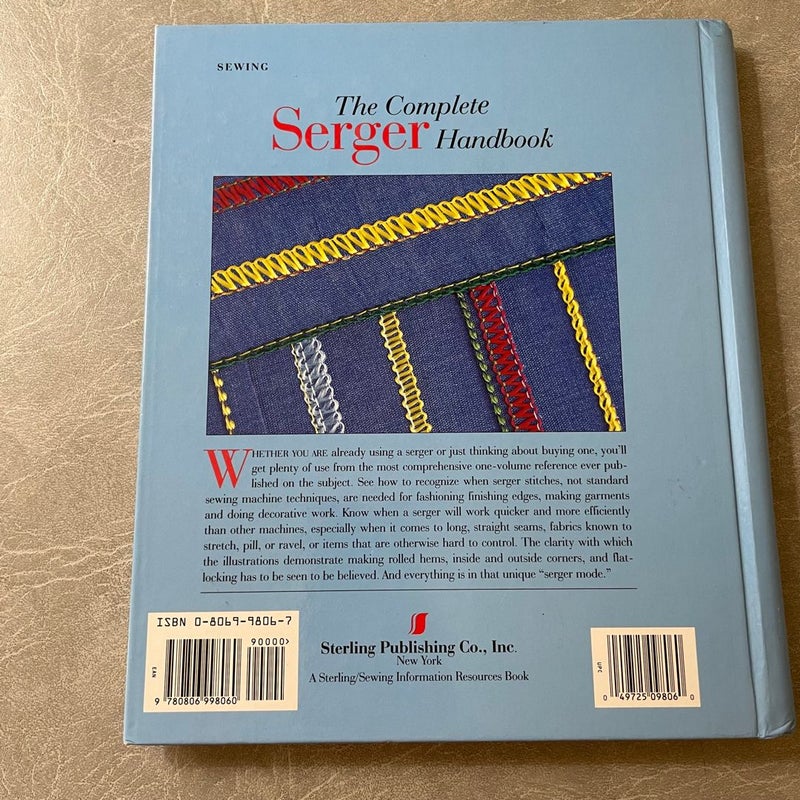 SEWING
The Complete
Serger Handbook
WHETHER YOU ARE already using a serger or just thinking about buying one, you'll
get plenty of use from the most comprehensive one-volume reference ever pub-
lished on the subject. See how to recognize when serger stitches, not standard
sewing machine techniques, are needed for fashioning finishing edges, making garments
and doing decorative work. Know when a serger will work quicker and more efficiently
than other machines, especially when it comes to long, straight seams, fabrics known to
stretch, pill, or ravel, or items that are otherwise hard to control. The clarity with which
the illustrations demonstrate making rolled hems, inside and outside corners, and flat-
locking has to be seen to be believed. And everything is in that unique “serger mode.”
ISBN 0-8069-9806-7
90000>
EAN
9 780806 998060
Sterling Publishing Co., Inc.
New York
A Sterling/Sewing Information Resources Book
UPC
0 49725 09806 0